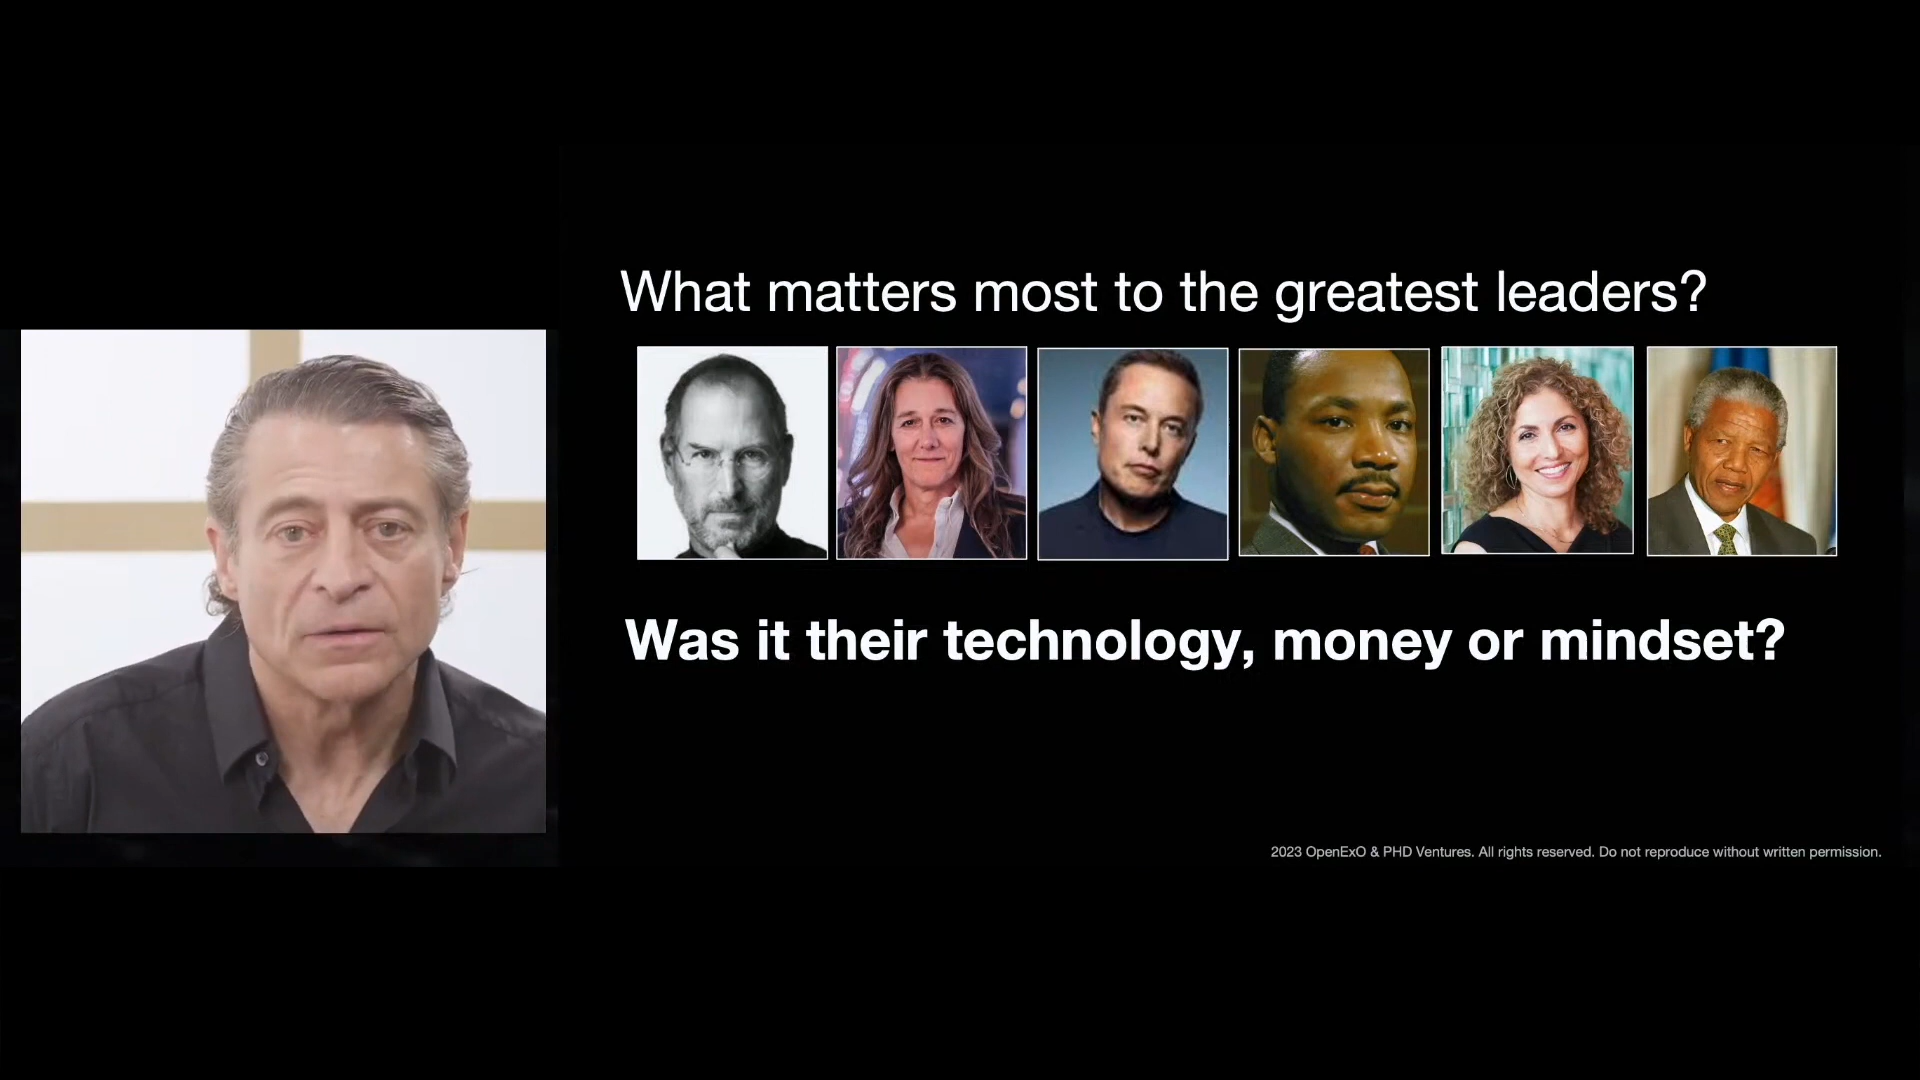 What matters most to the greatest leaders?
Was it their technology, money or mindset?
2023 OpenExO & PHD Ventures. All rights reserved. Do not reproduce without written permission.